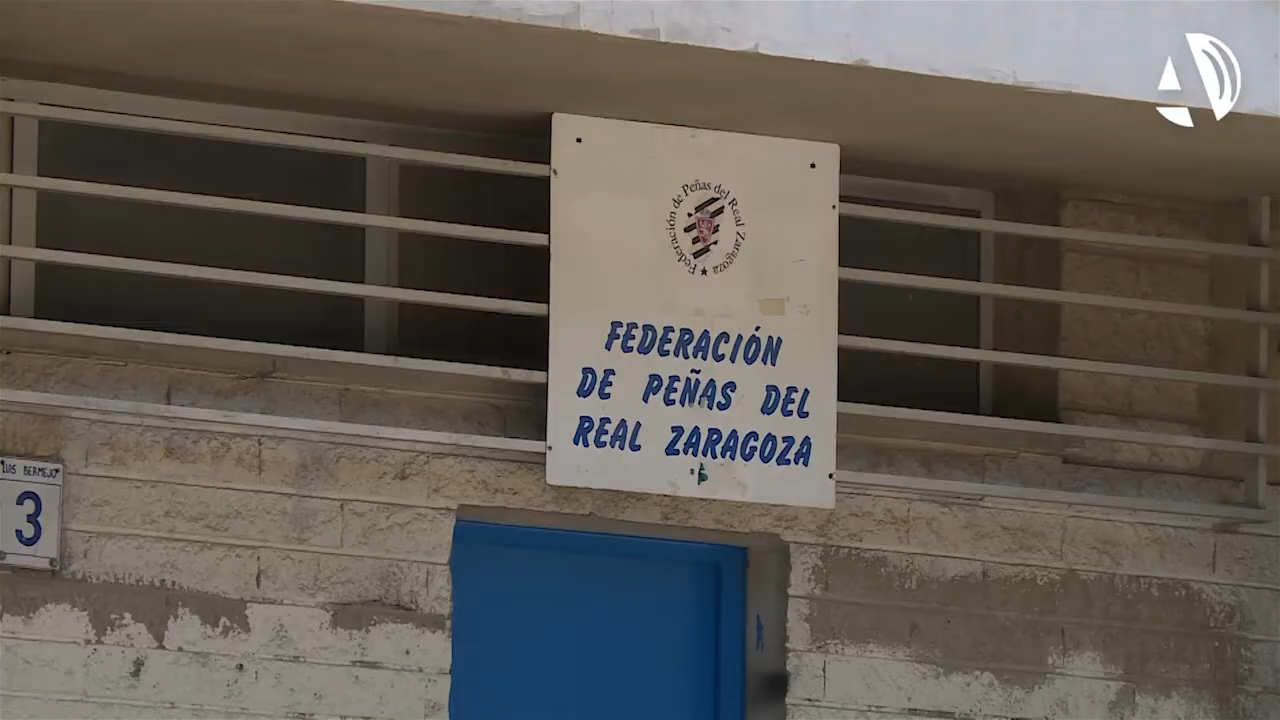 Federación de Peñas del Real Zaragoza
FEDERACIÓN
DE PEÑAS DEL
REAL ZARAGOZA
LUIS BERMEJO
3